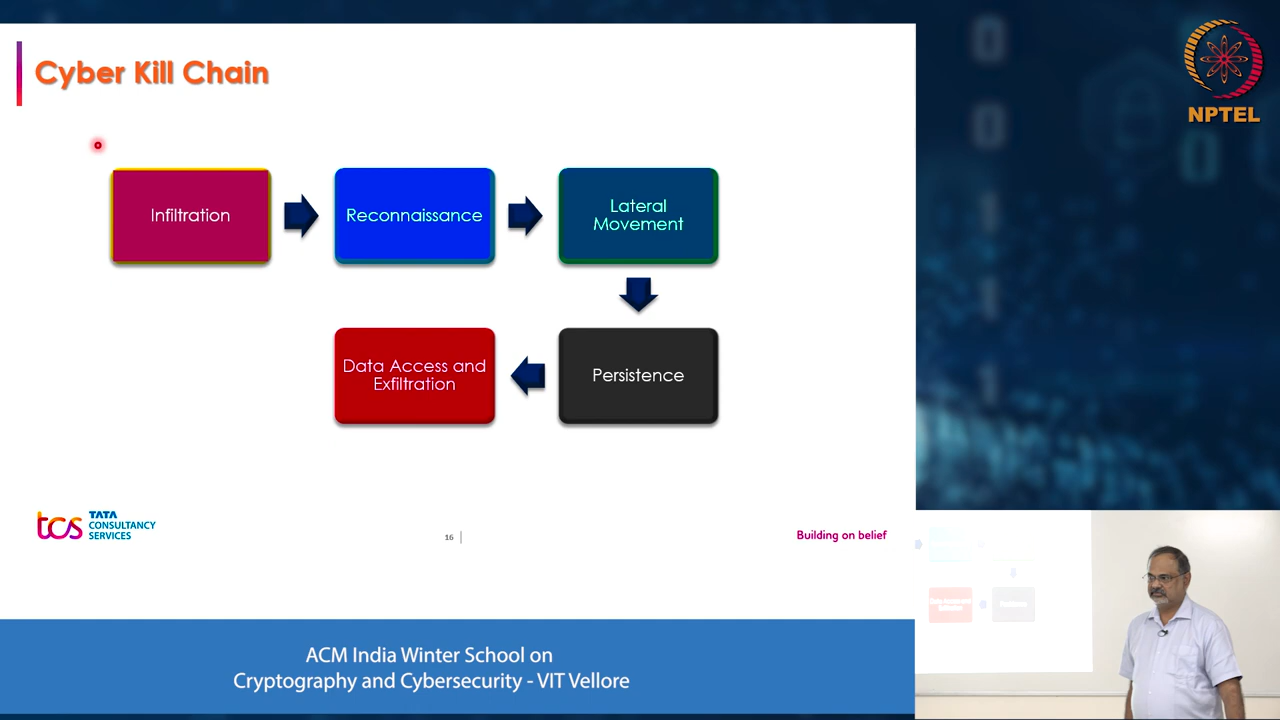 Cyber Kill Chain
NPTEL
Infiltration
Reconnaissance
Lateral
Movement
Data Access and
Exfiltration
Persistence
tcs
TATA
CONSULTANCY
SERVICES
16
Building on belief
ACM India Winter School on
Cryptography and Cybersecurity - VIT Vellore